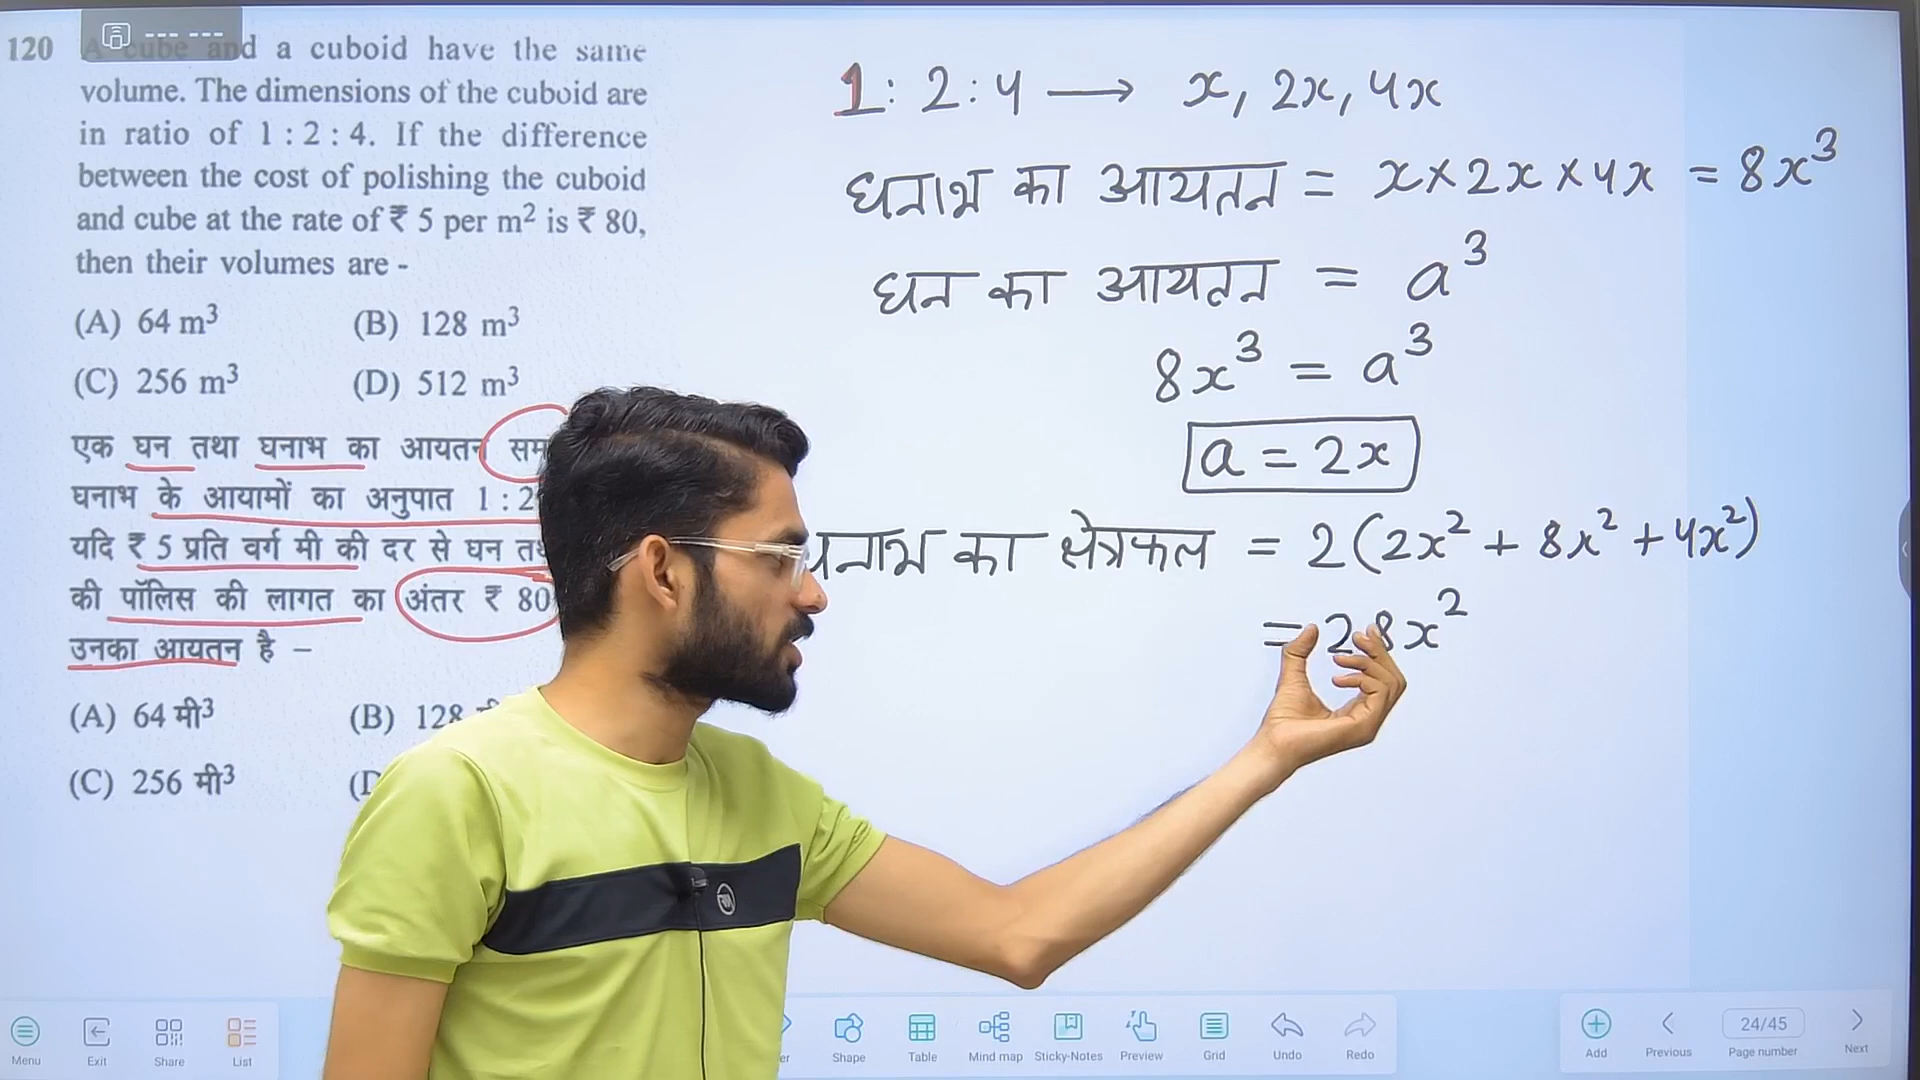 120 A cube and a cuboid have the same
volume. The dimensions of the cuboid are
in ratio of 1 : 2 : 4. If the difference
between the cost of polishing the cuboid
and cube at the rate of ₹ 5 per m² is ₹ 80,
then their volumes are -
(A) 64 m³ (B) 128 m³
(C) 256 m³ (D) 512 m³
एक घन तथा घनाभ का आयतन सम
घनाभ के आयामों का अनुपात 1 : 2
यदि ₹ 5 प्रति वर्ग मी की दर से घन
की पॉलिस की लागत का अंतर ₹ 80
उनका आयतन है –
(A) 64 मी³ (B) 128
(C) 256 मी³
1 : 2 : 4 → x, 2x, 4x
घनाभ का आयतन = x × 2x × 4x = 8x³
घन का आयतन = a³
8x³ = a³
a = 2x
घनाभ का क्षेत्रफल = 2(2x² + 8x² + 4x²)
= 28x²
Menu Exit Share List Shape Table Mind map Sticky-Notes Preview Grid Undo Redo Add Previous 24/45 Page number Next